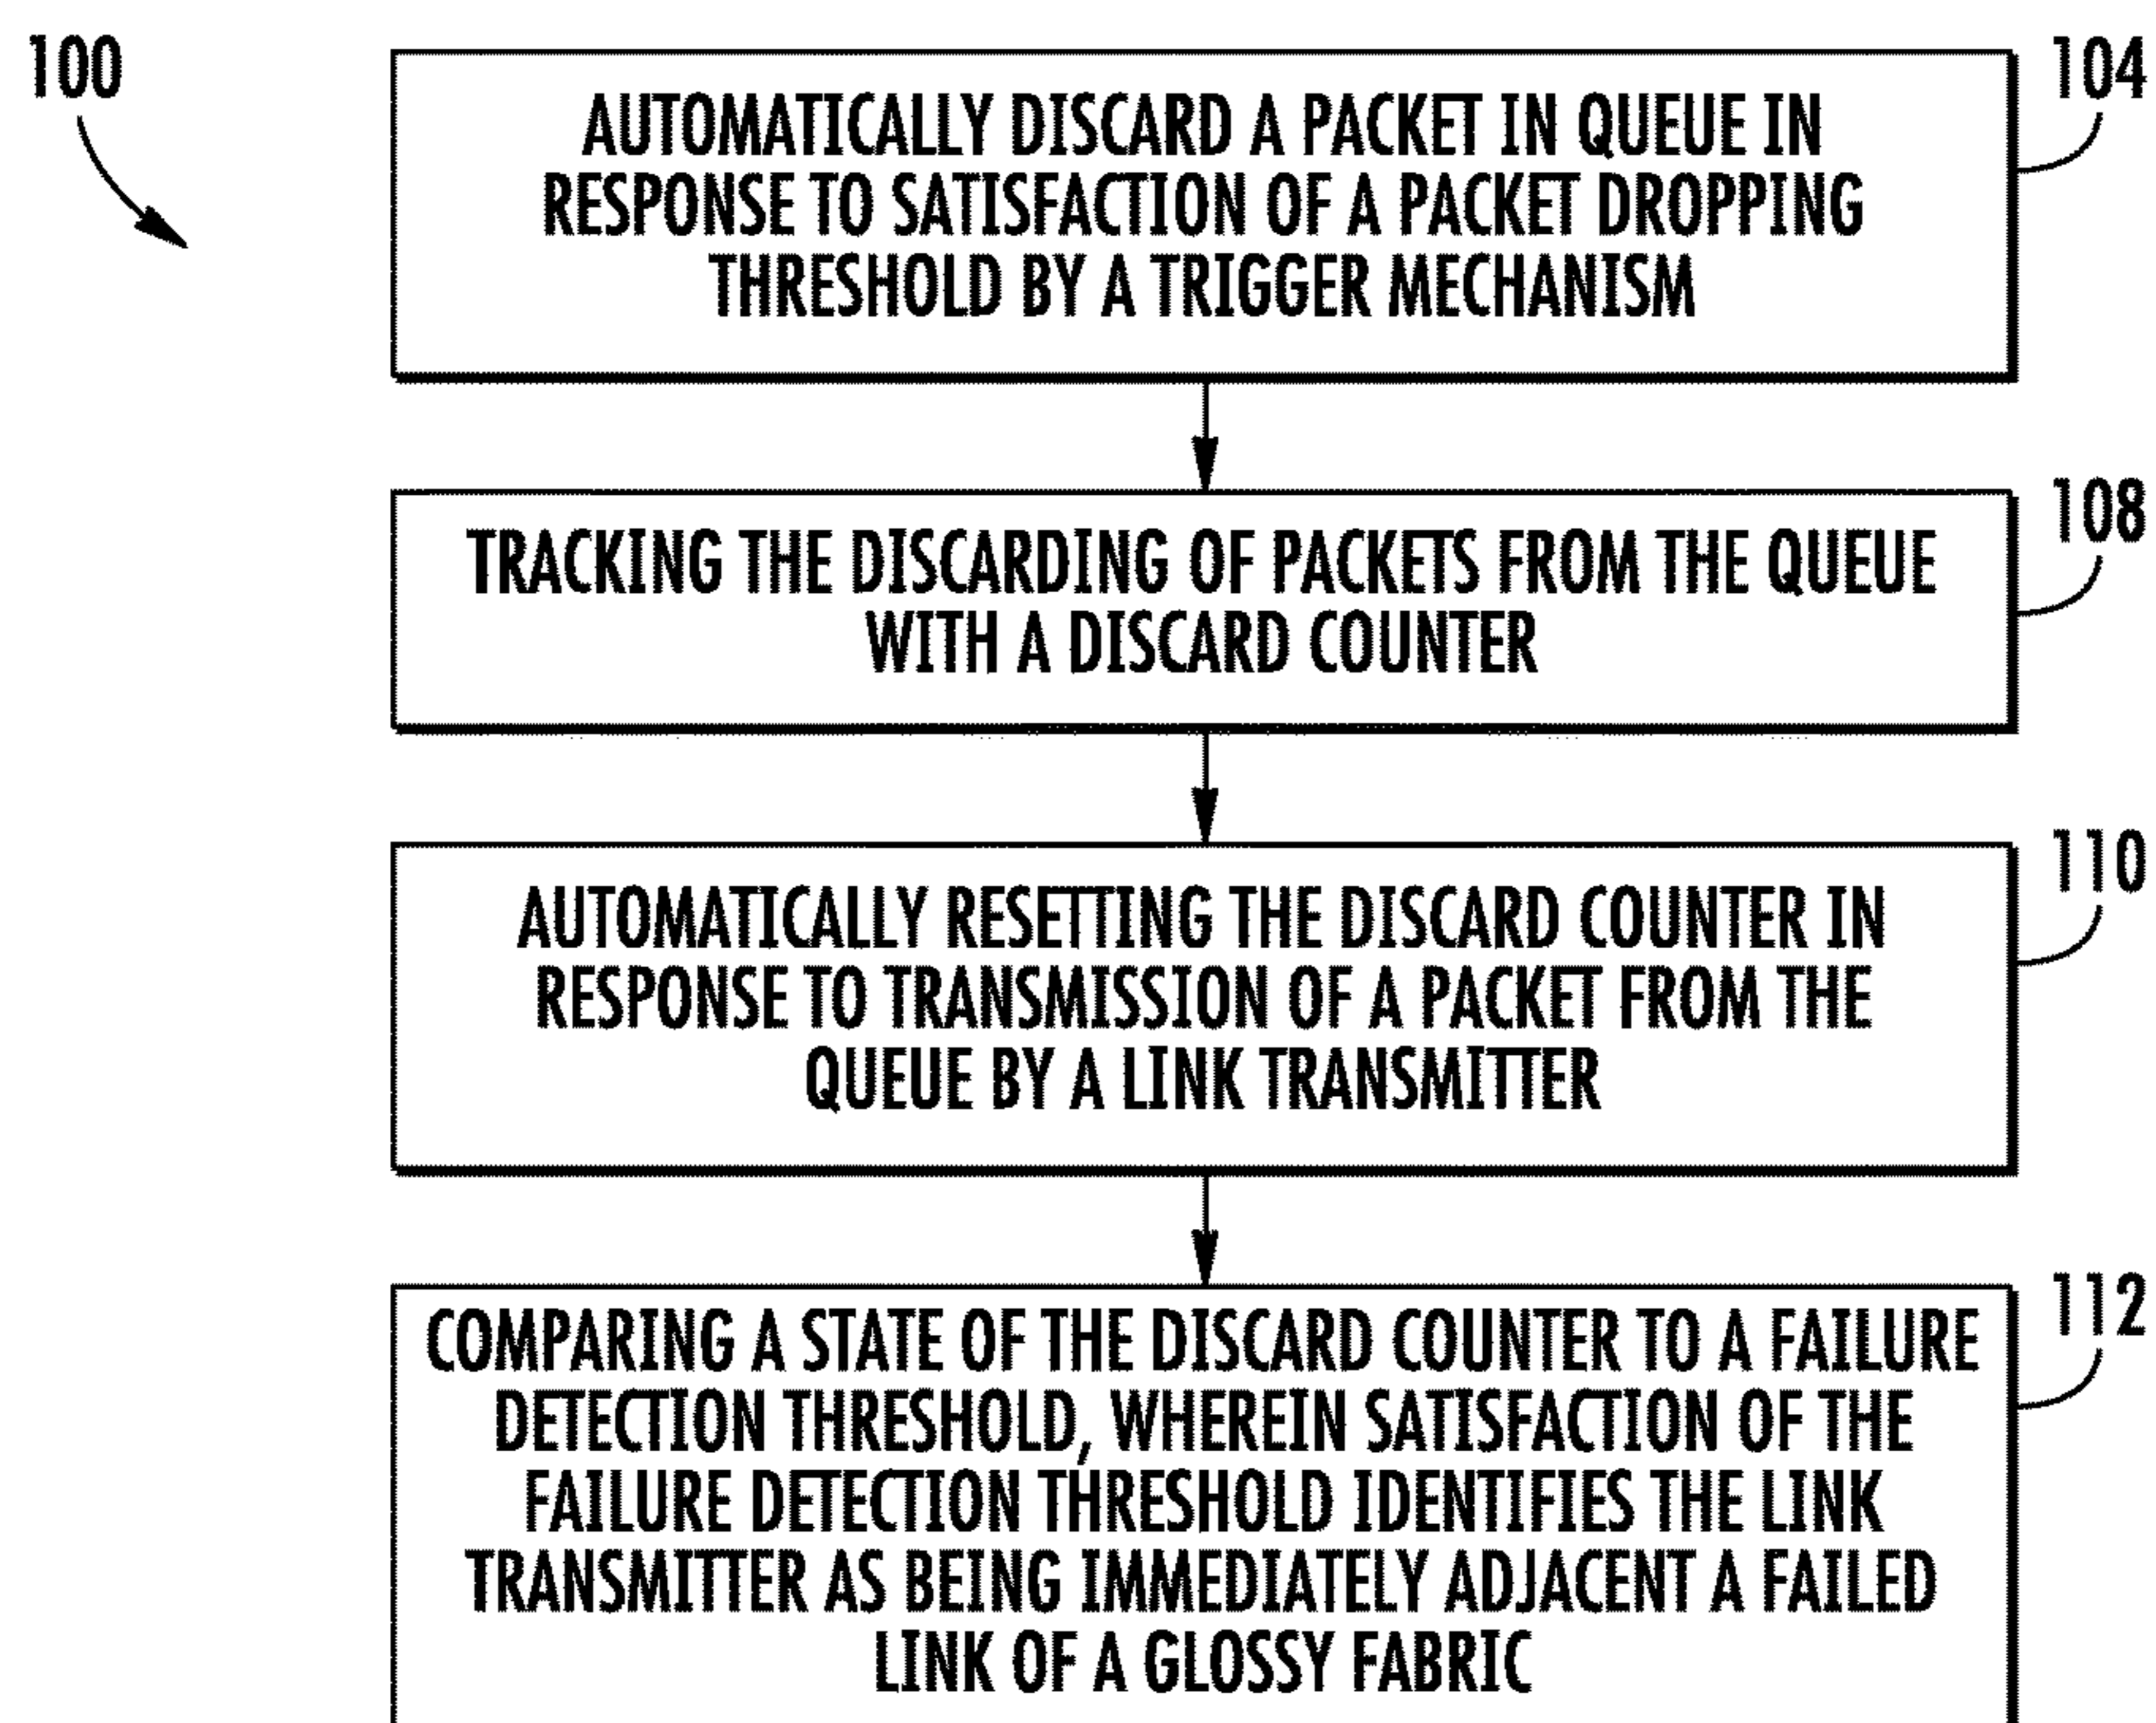 100
104
AUTOMATICALLY DISCARD A PACKET IN QUEUE IN
RESPONSE TO SATISFACTION OF A PACKET DROPPING
THRESHOLD BY A TRIGGER MECHANISM
108
TRACKING THE DISCARDING OF PACKETS FROM THE QUEUE
WITH A DISCARD COUNTER
110
AUTOMATICALLY RESETTING THE DISCARD COUNTER IN
RESPONSE TO TRANSMISSION OF A PACKET FROM THE
QUEUE BY A LINK TRANSMITTER
112
COMPARING A STATE OF THE DISCARD COUNTER TO A FAILURE
DETECTION THRESHOLD, WHEREIN SATISFACTION OF THE
FAILURE DETECTION THRESHOLD IDENTIFIES THE LINK
TRANSMITTER AS BEING IMMEDIATELY ADJACENT A FAILED
LINK OF A GLOSSY FABRIC